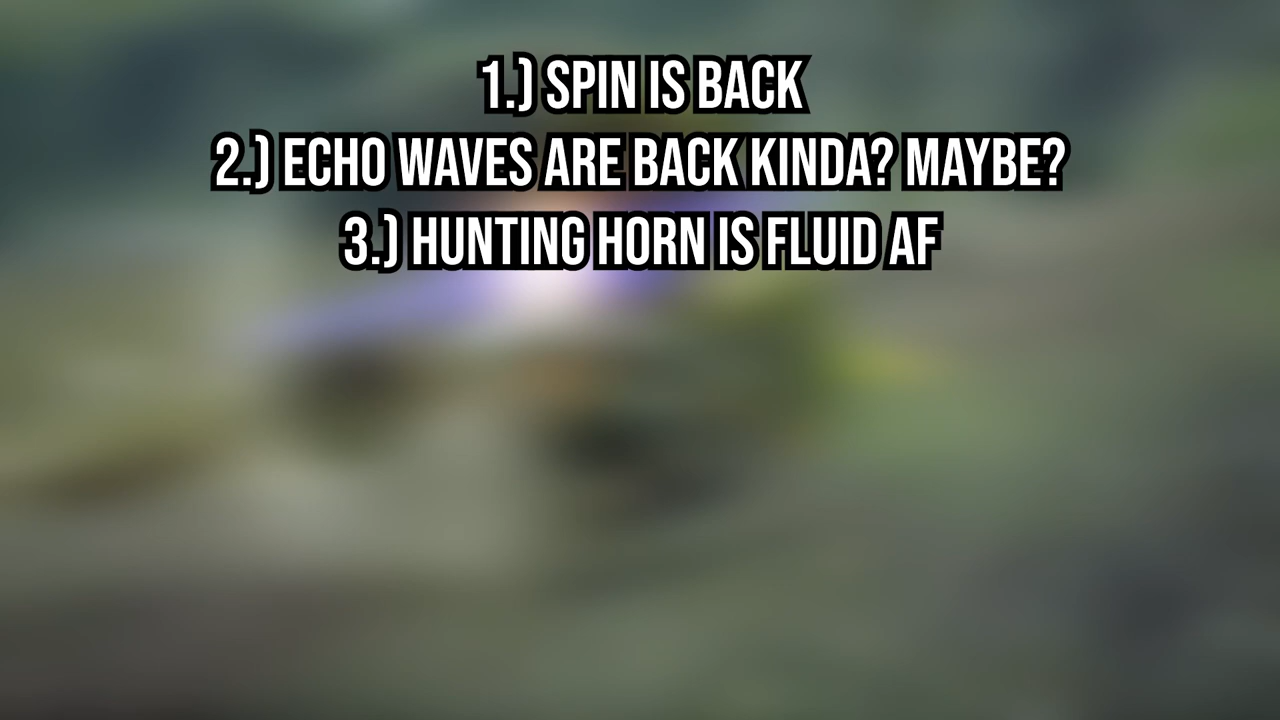 1.) SPIN IS BACK
2.) ECHO WAVES ARE BACK KINDA? MAYBE?
3.) HUNTING HORN IS FLUID AF